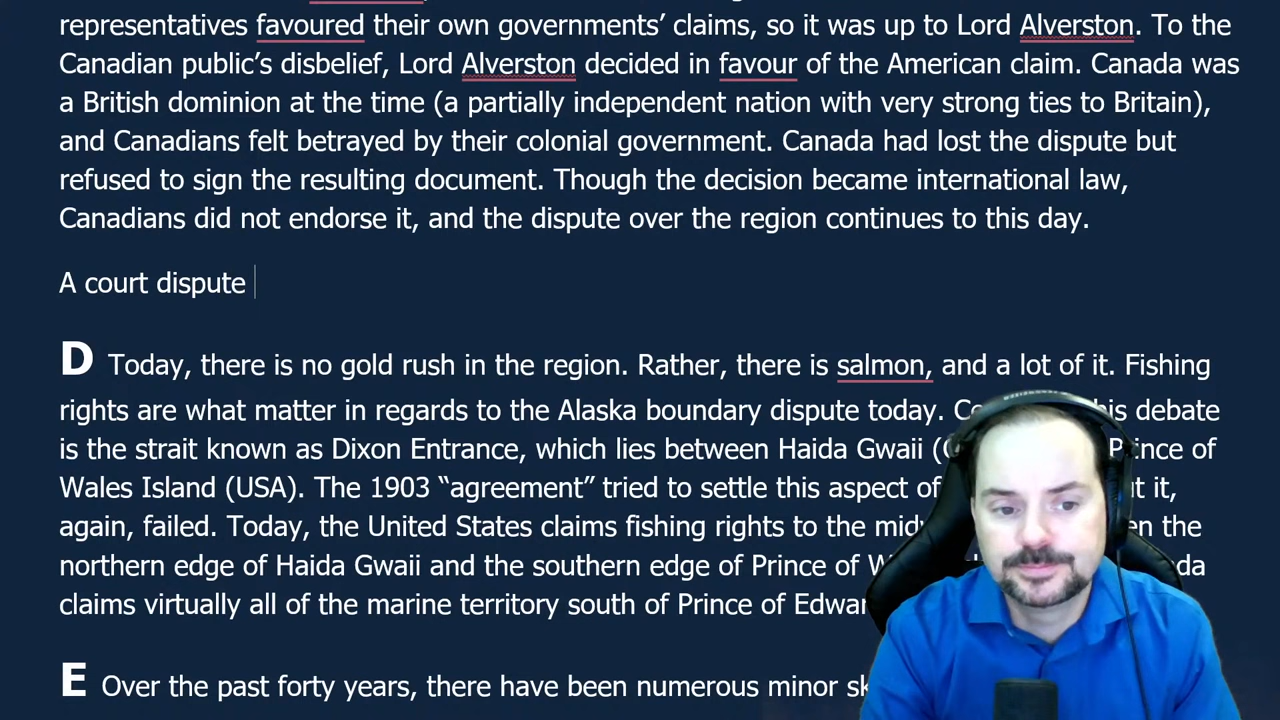 representatives favoured their own governments’ claims, so it was up to Lord Alverston. To the
Canadian public’s disbelief, Lord Alverston decided in favour of the American claim. Canada was
a British dominion at the time (a partially independent nation with very strong ties to Britain),
and Canadians felt betrayed by their colonial government. Canada had lost the dispute but
refused to sign the resulting document. Though the decision became international law,
Canadians did not endorse it, and the dispute over the region continues to this day.
A court dispute
D Today, there is no gold rush in the region. Rather, there is salmon, and a lot of it. Fishing
rights are what matter in regards to the Alaska boundary dispute today. debate
is the strait known as Dixon Entrance, which lies between Haida Gwaii of
Wales Island (USA). The 1903 “agreement” tried to settle this aspect of it,
again, failed. Today, the United States claims fishing rights to the the
northern edge of Haida Gwaii and the southern edge of Prince of
claims virtually all of the marine territory south of Prince of
E Over the past forty years, there have been numerous minor